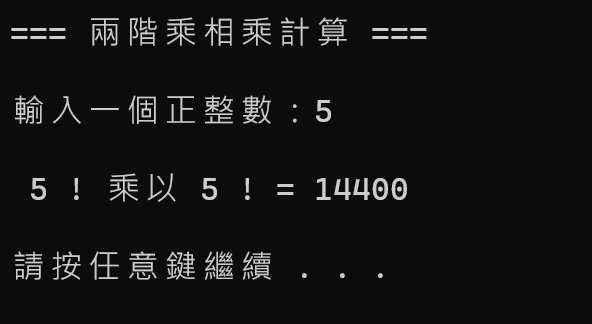 === 兩階乘相乘計算 ===
輸入一個正整數：5
5 ! 乘以 5 ! = 14400
請按任意鍵繼續 . . .